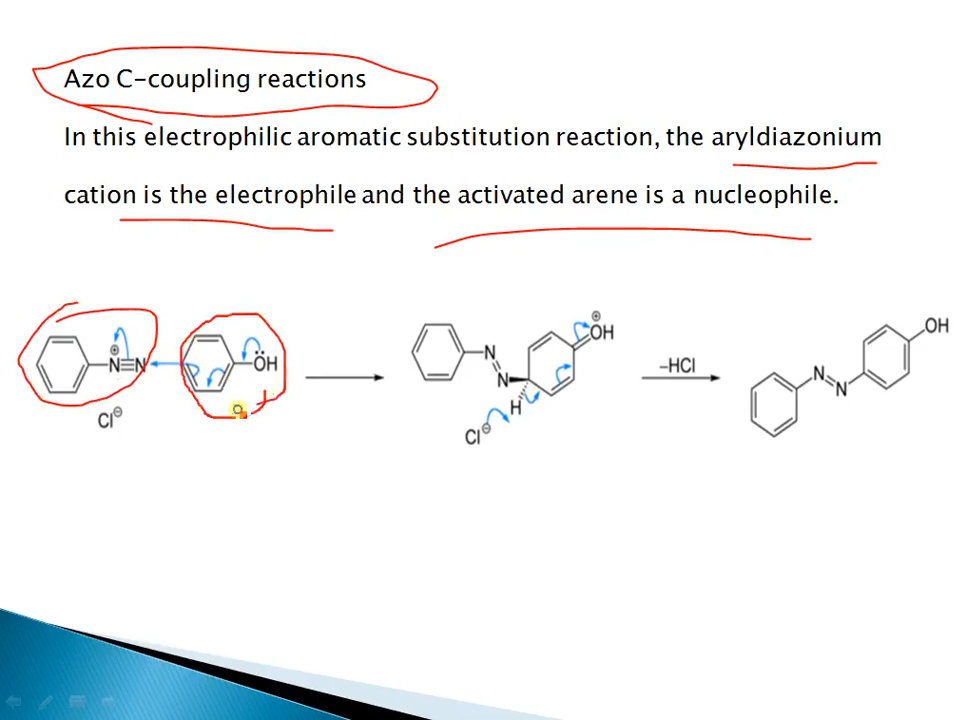 Azo C-coupling reactions
In this electrophilic aromatic substitution reaction, the aryldiazonium
cation is the electrophile and the activated arene is a nucleophile.
N≡N ⊕ Cl⊖
ÖH
N N H ⊕ OH Cl⊖
–HCl
N N OH